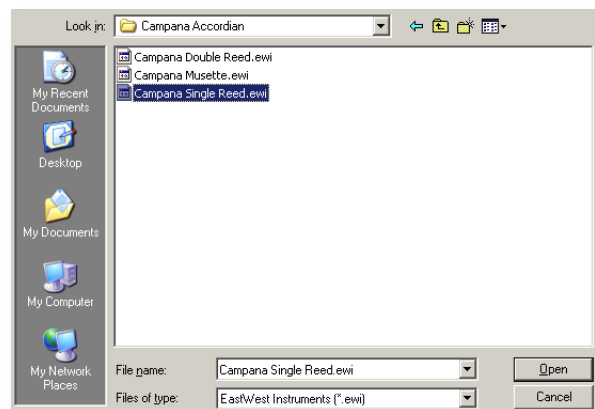 Look in: Campana Accordian
Campana Double Reed.ewi
Campana Musette.ewi
Campana Single Reed.ewi
My Recent
Documents
Desktop
My Documents
My Computer
My Network
Places
File name: Campana Single Reed.ewi Open
Files of type: EastWest Instruments (*.ewi) Cancel